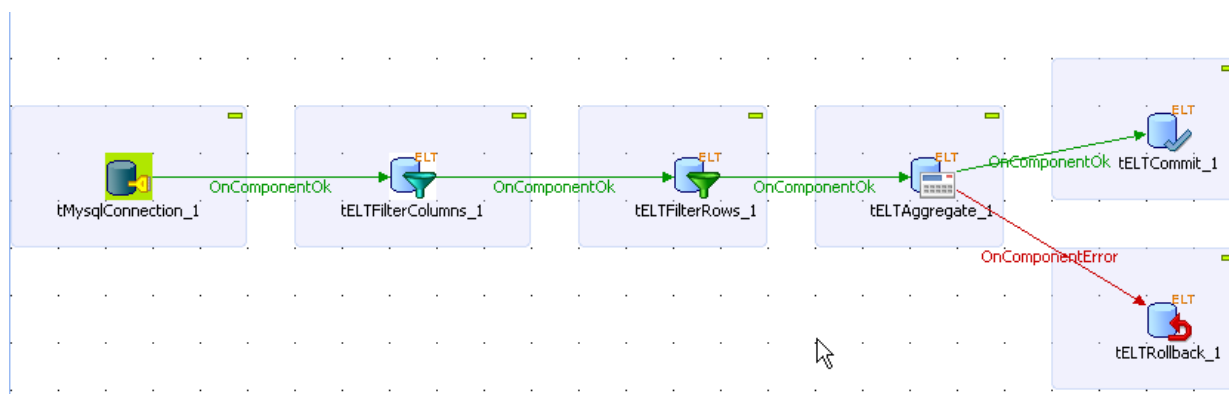 ELT
tELTCommit_1
OnComponentOk
ELT
ELT
ELT
OnComponentOk
OnComponentOk
OnComponentOk
tMysqlConnection_1
tELTFilterColumns_1
tELTFilterRows_1
tELTAggregate_1
OnComponentError
ELT
tELTRollback_1